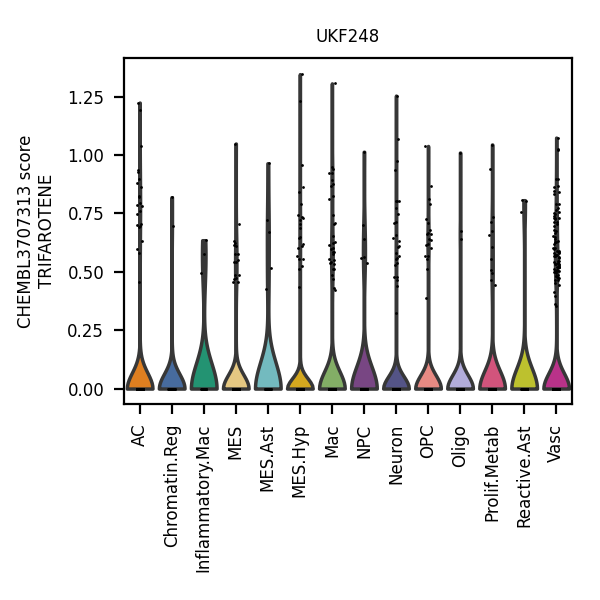 UKF248
CHEMBL3707313 score
TRIFAROTENE
1.25
1.00
0.75
0.50
0.25
0.00
AC
Chromatin.Reg
Inflammatory.Mac
MES
MES.Ast
MES.Hyp
Mac
NPC
Neuron
OPC
Oligo
Prolif.Metab
Reactive.Ast
Vasc